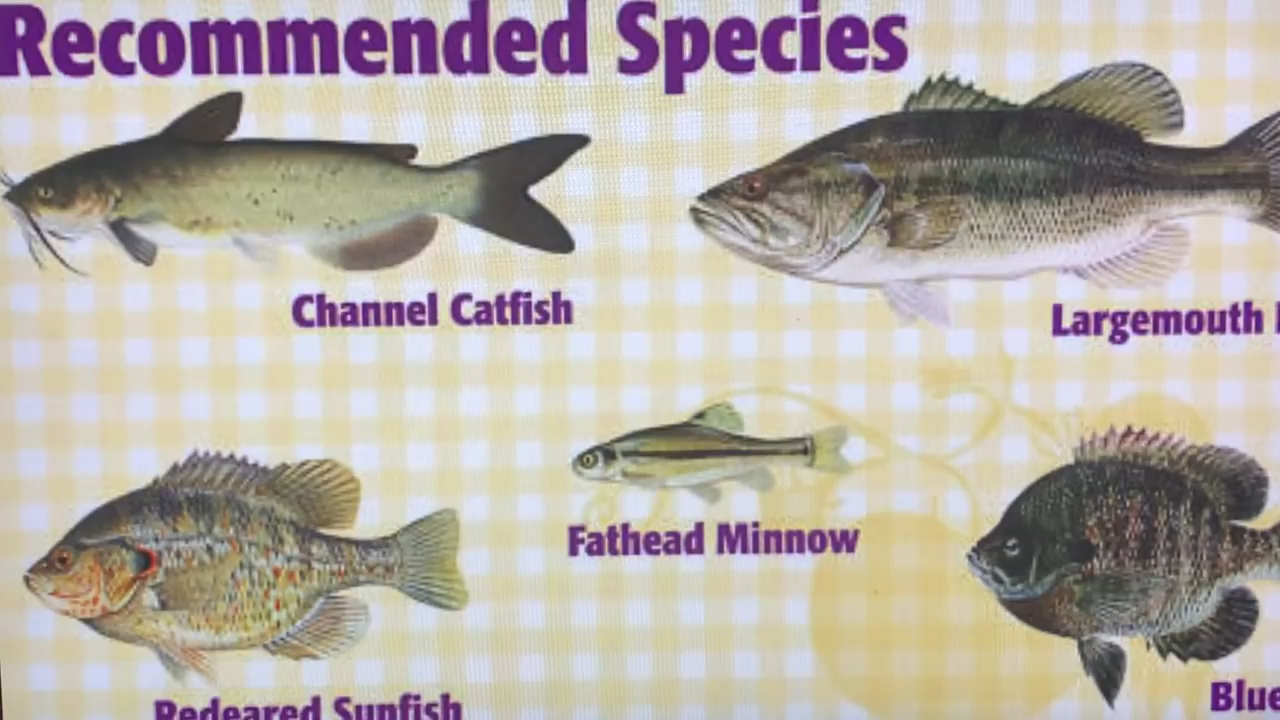 Recommended Species
Channel Catfish
Largemouth
Fathead Minnow
Redeared Sunfish
Blue